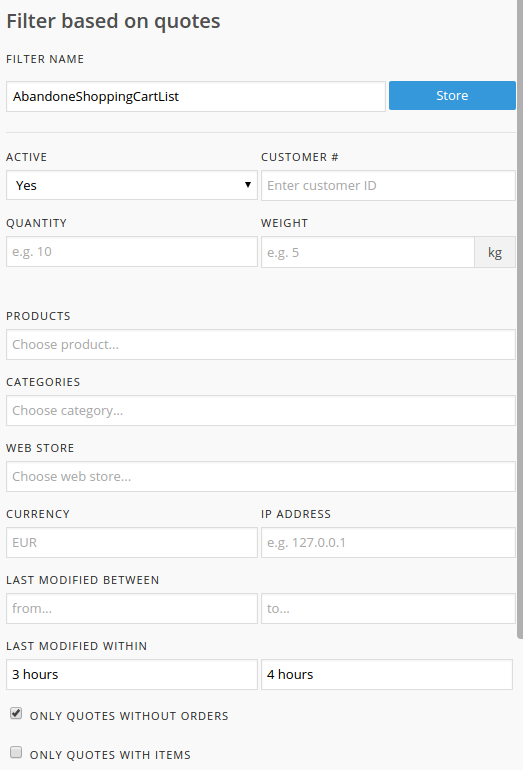 Filter based on quotes
FILTER NAME
AbandoneShoppingCartList Store
ACTIVE CUSTOMER #
Yes Enter customer ID
QUANTITY WEIGHT
e.g. 10 e.g. 5 kg
PRODUCTS
Choose product...
CATEGORIES
Choose category...
WEB STORE
Choose web store...
CURRENCY IP ADDRESS
EUR e.g. 127.0.0.1
LAST MODIFIED BETWEEN
from... to...
LAST MODIFIED WITHIN
3 hours 4 hours
ONLY QUOTES WITHOUT ORDERS
ONLY QUOTES WITH ITEMS